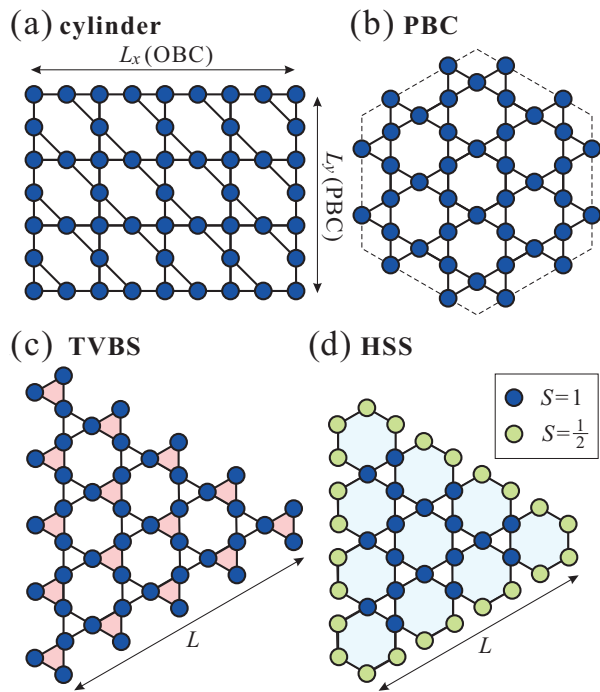 (a) cylinder
(b) PBC
Lx (OBC)
Ly (PBC)
(c) TVBS
(d) HSS
S=1
S=1/2
L
L